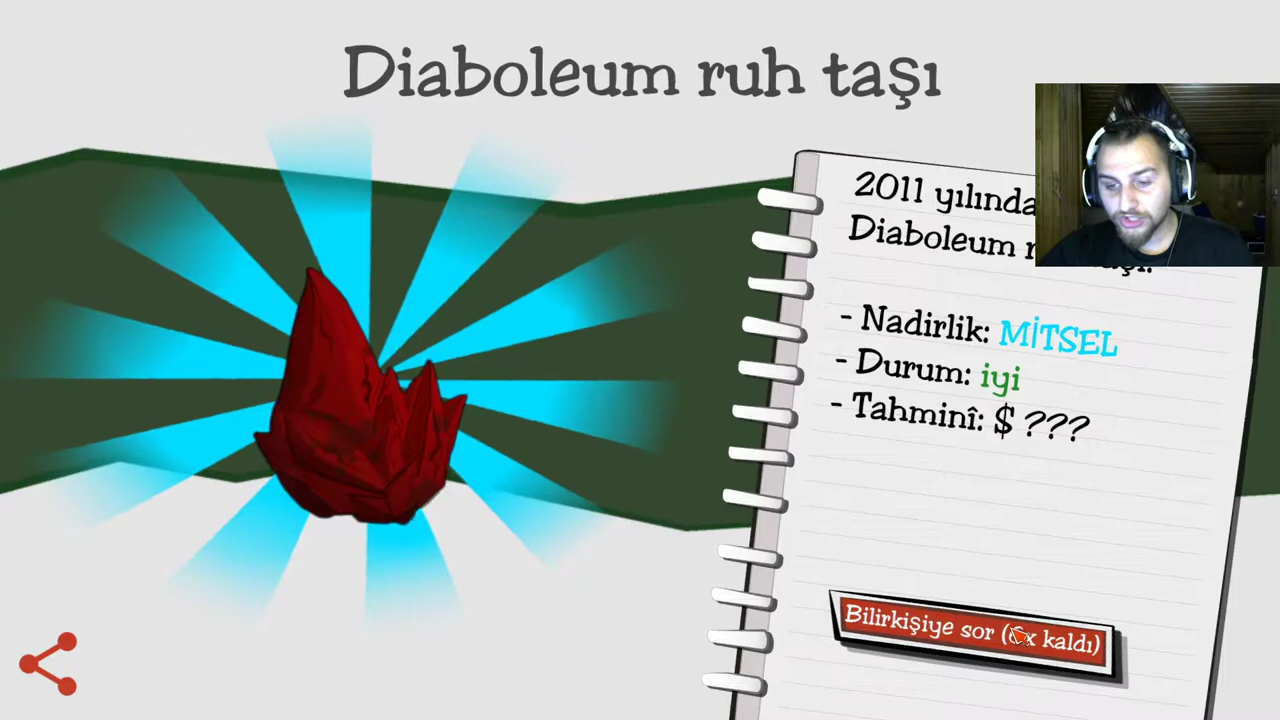 Diaboleum ruh taşı
2011 yılında
Diaboleum
- Nadirlik: MİTSEL
- Durum: iyi
- Tahminî: $ ???
Bilirkişiye sor ( kaldı)